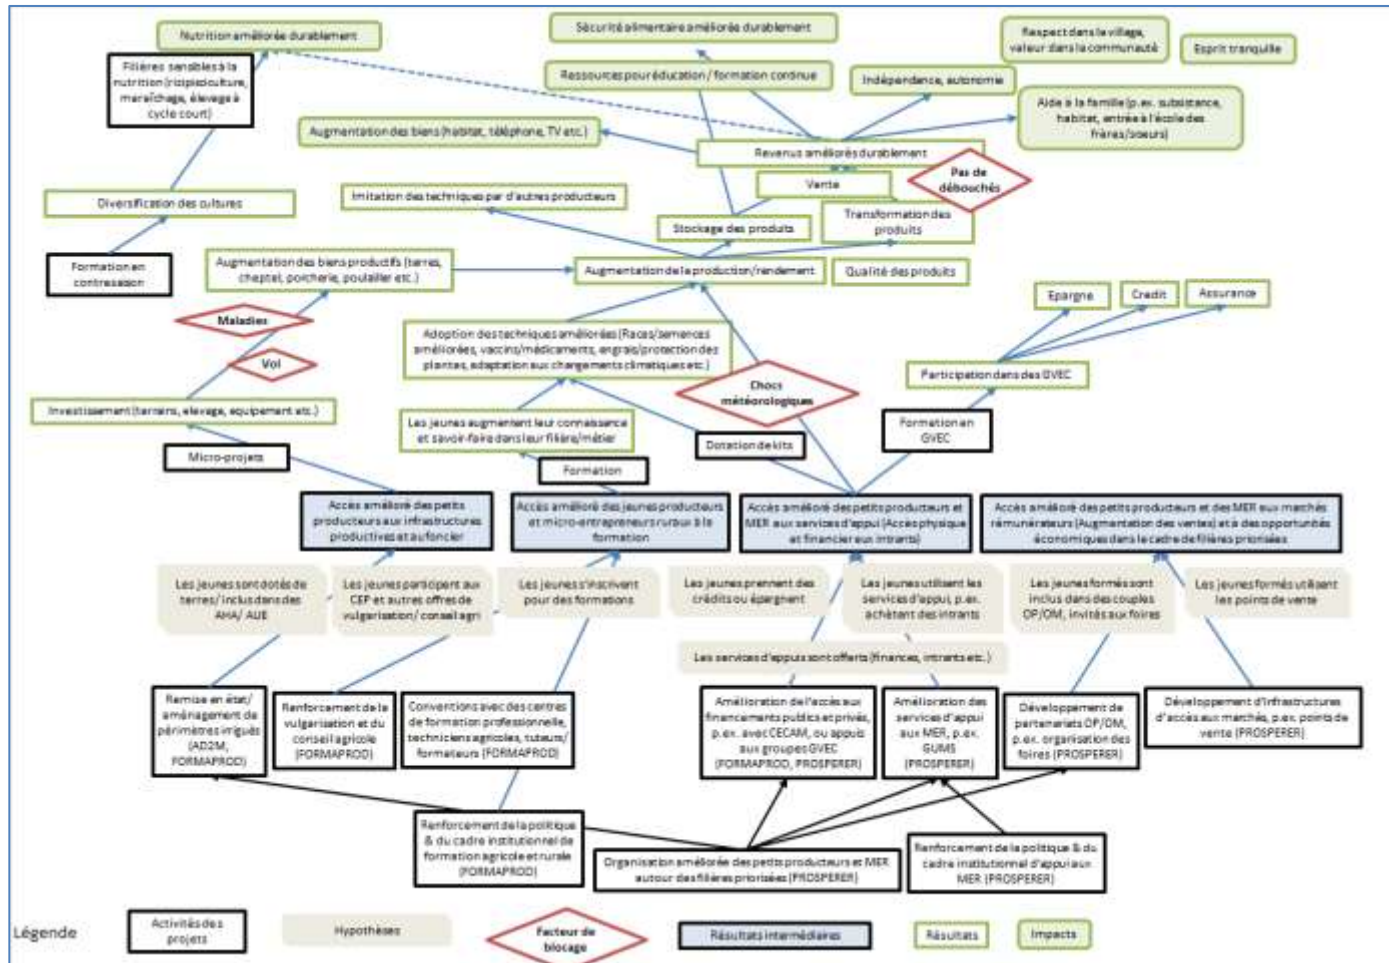 Nutrition améliorée durablement
Sécurité alimentaire améliorée durablement
Respect dans le village,
valeur dans la communauté
Esprit tranquille
Filières sensibles à la
nutrition (rizipisciculture,
maraîchage, élevage à
cycle court)
Ressources pour éducation / formation continue
Indépendance, autonomie
Aide à la famille (p.ex. subsistance,
habitat, entrée à l'école des
frères/soeurs)
Augmentation des biens (habitat, téléphone, TV etc.)
Revenus améliorés durablement
Pas de
débouchés
Vente
Imitation des techniques par d'autres producteurs
Diversification des cultures
Transformation des
produits
Stockage des produits
Formation en
contresaison
Augmentation des biens productifs (terres,
cheptel, porcherie, poulailler etc.)
Augmentation de la production/rendement
Qualité des produits
Epargne
Credit
Assurance
Maladies
Adoption des techniques améliorées (Races/semences
améliorées, vaccins/médicaments, engrais/protection des
plantes, adaptation aux changements climatiques etc.)
Vol
Participation dans des GVEC
Chocs
météorologiques
Investissement (terrains, elevage, equipement etc.)
Les jeunes augmentent leur connaissance
et savoir-faire dans leur filière/métier
Formation en
GVEC
Dotation de kits
Micro-projets
Formation
Accès amélioré des petits
producteurs aux infrastructures
productives et au foncier
Accès amélioré des jeunes producteurs
et micro-entrepreneurs ruraux à la
formation
Accès amélioré des petits producteurs et
MER aux services d'appui (Accès physique
et financier eux intrants)
Accès amélioré des petits producteurs et des MER aux marchés
rémunérateurs (Augmentation des ventes) et à des opportunités
économiques dans le cadre de filières priorisées
Les jeunes sont dotés de
terres/ inclus dans des
AHA/ AUE
Les jeunes participent aux
CEP et autres offres de
vulgarisation/ conseil agri
Les jeunes s'inscrivent
pour des formations
Les jeunes prennent des
crédits ou épargnent
Les jeunes utilisent les
services d'appui, p.ex.
achètent des intrants
Les jeunes formés sont
inclus dans des couples
OP/OM, invités aux foires
Les jeunes formés utilisent
les points de vente
Les services d'appuis sont offerts (finances, intrants etc.)
Remise en état/
aménagement de
périmètres irrigués
(AD2M,
FORMAPROD)
Renforcement de la
vulgarisation et du
conseil agricole
(FORMAPROD)
Conventions avec des centres
de formation professionnelle,
techniciens agricoles, tuteurs/
formateurs (FORMAPROD)
Amélioration de l'accès aux
financements publics et privés,
p.ex. avec CECAM, ou appuis
aux groupes GVEC
(FORMAPROD, PROSPERER)
Amélioration des
services d'appui
aux MER, p.ex.
GUMS
(PROSPERER)
Développement de
partenariats OP/OM,
p.ex. organisation des
foires (PROSPERER)
Développement d'infrastructures
d'accès aux marchés, p.ex. points de
vente (PROSPERER)
Renforcement de la politique
& du cadre institutionnel de
formation agricole et rurale
(FORMAPROD)
Organisation améliorée des petits producteurs et MER
autour des filières priorisées (PROSPERER)
Renforcement de la politique & du
cadre institutionnel d'appui aux
MER (PROSPERER)
Légende
Activités des
projets
Hypothèses
Facteur de
blocage
Résultats intermédiaires
Résultats
Impacts